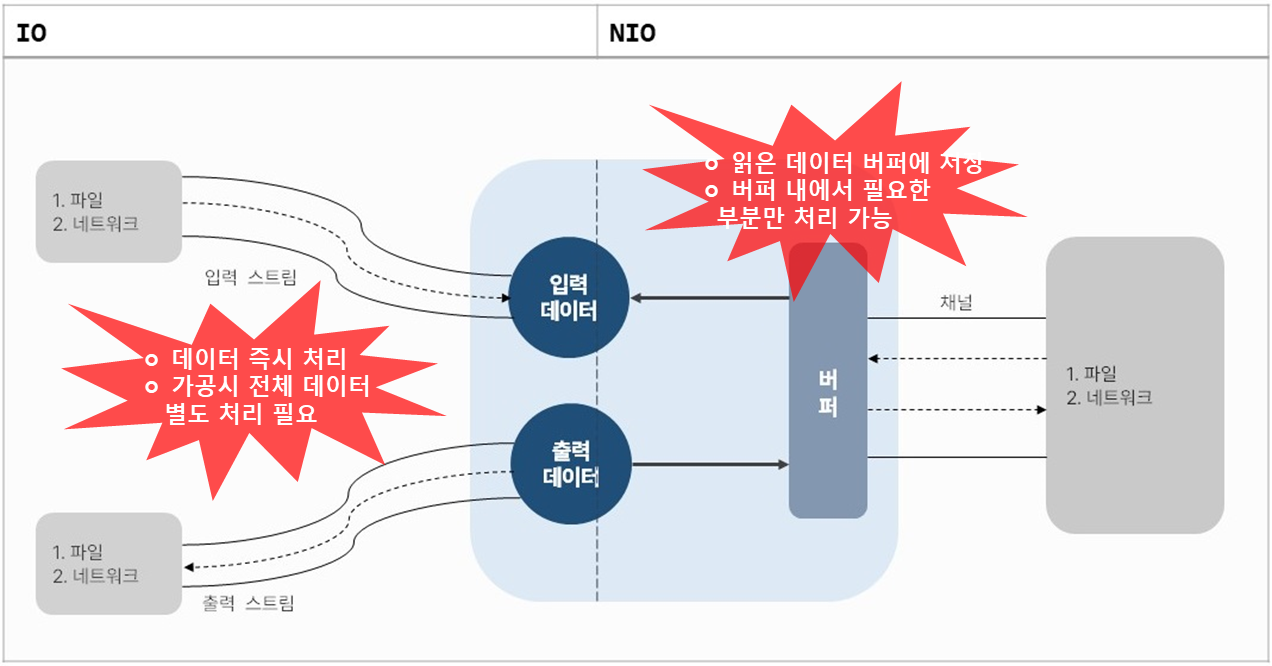 IO
NIO
1. 파일
2. 네트워크
입력 스트림
ㅇ 데이터 즉시 처리
ㅇ 가공시 전체 데이터
별도 처리 필요
1. 파일
2. 네트워크
출력 스트림
입력
데이터
출력
데이터
ㅇ 읽은 데이터 버퍼에 저장
ㅇ 버퍼 내에서 필요한
부분만 처리 가능
버
퍼
채널
1. 파일
2. 네트워크